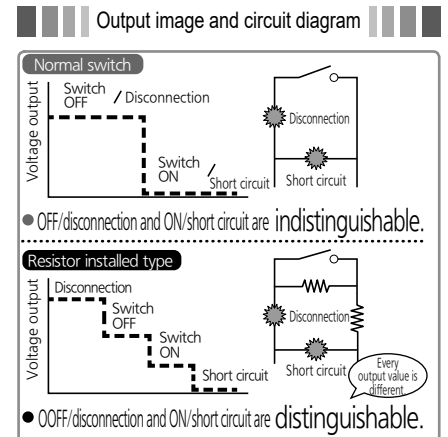 Output image and circuit diagram
Normal switch
Voltage output
Switch OFF / Disconnection
Switch ON / Short circuit
Disconnection
Short circuit
● OFF/disconnection and ON/short circuit are indistinguishable.
Resistor installed type
Voltage output
Disconnection
Switch OFF
Switch ON
Short circuit
Disconnection
Short circuit
Every
output value is
different.
● OOFF/disconnection and ON/short circuit are distinguishable.